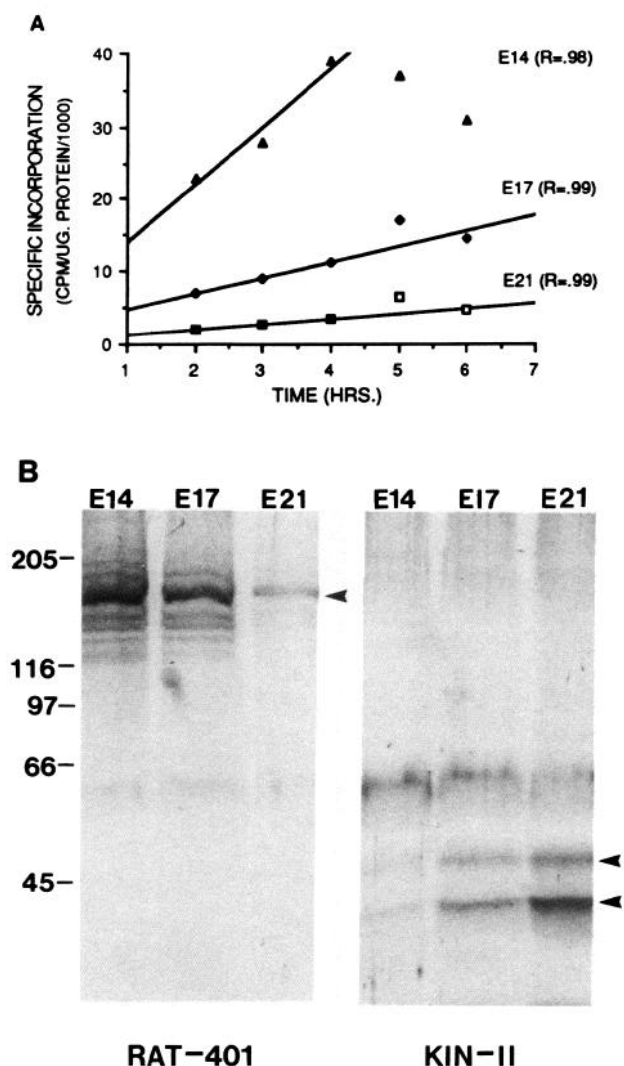 A
SPECIFIC INCORPORATION
(CPM/UG. PROTEIN/1000)
40
30
20
10
0
1 2 3 4 5 6 7
TIME (HRS.)
E14 (R=.98)
E17 (R=.99)
E21 (R=.99)
B
E14 E17 E21
E14 E17 E21
205
116
97
66
45
RAT-401
KIN-II